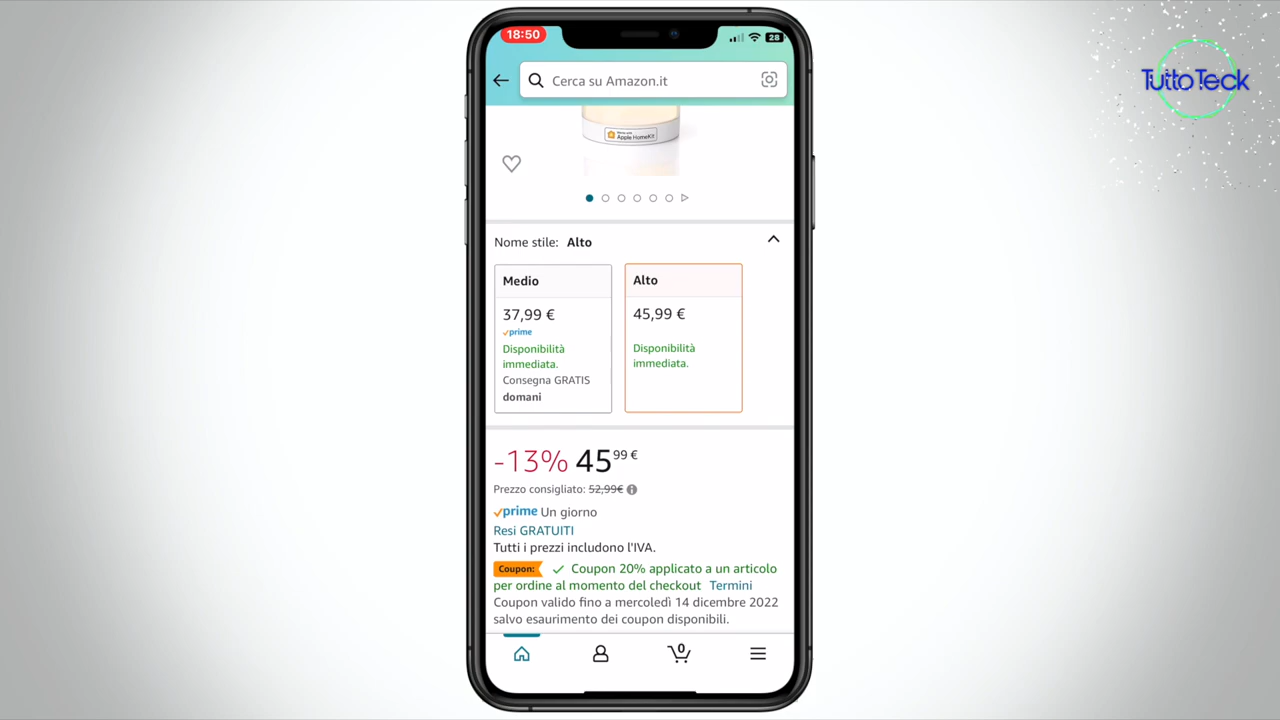 18:50
28
TuttoTeck
Cerca su Amazon.it
Apple HomeKit
Nome stile: Alto
Medio
37,99 €
prime
Disponibilità
immediata.
Consegna GRATIS
domani
Alto
45,99 €
Disponibilità
immediata.
-13% 45 99 €
Prezzo consigliato: 52,99€
prime Un giorno
Resi GRATUITI
Tutti i prezzi includono l'IVA.
Coupon: Coupon 20% applicato a un articolo
per ordine al momento del checkout Termini
Coupon valido fino a mercoledì 14 dicembre 2022
salvo esaurimento dei coupon disponibili.
0